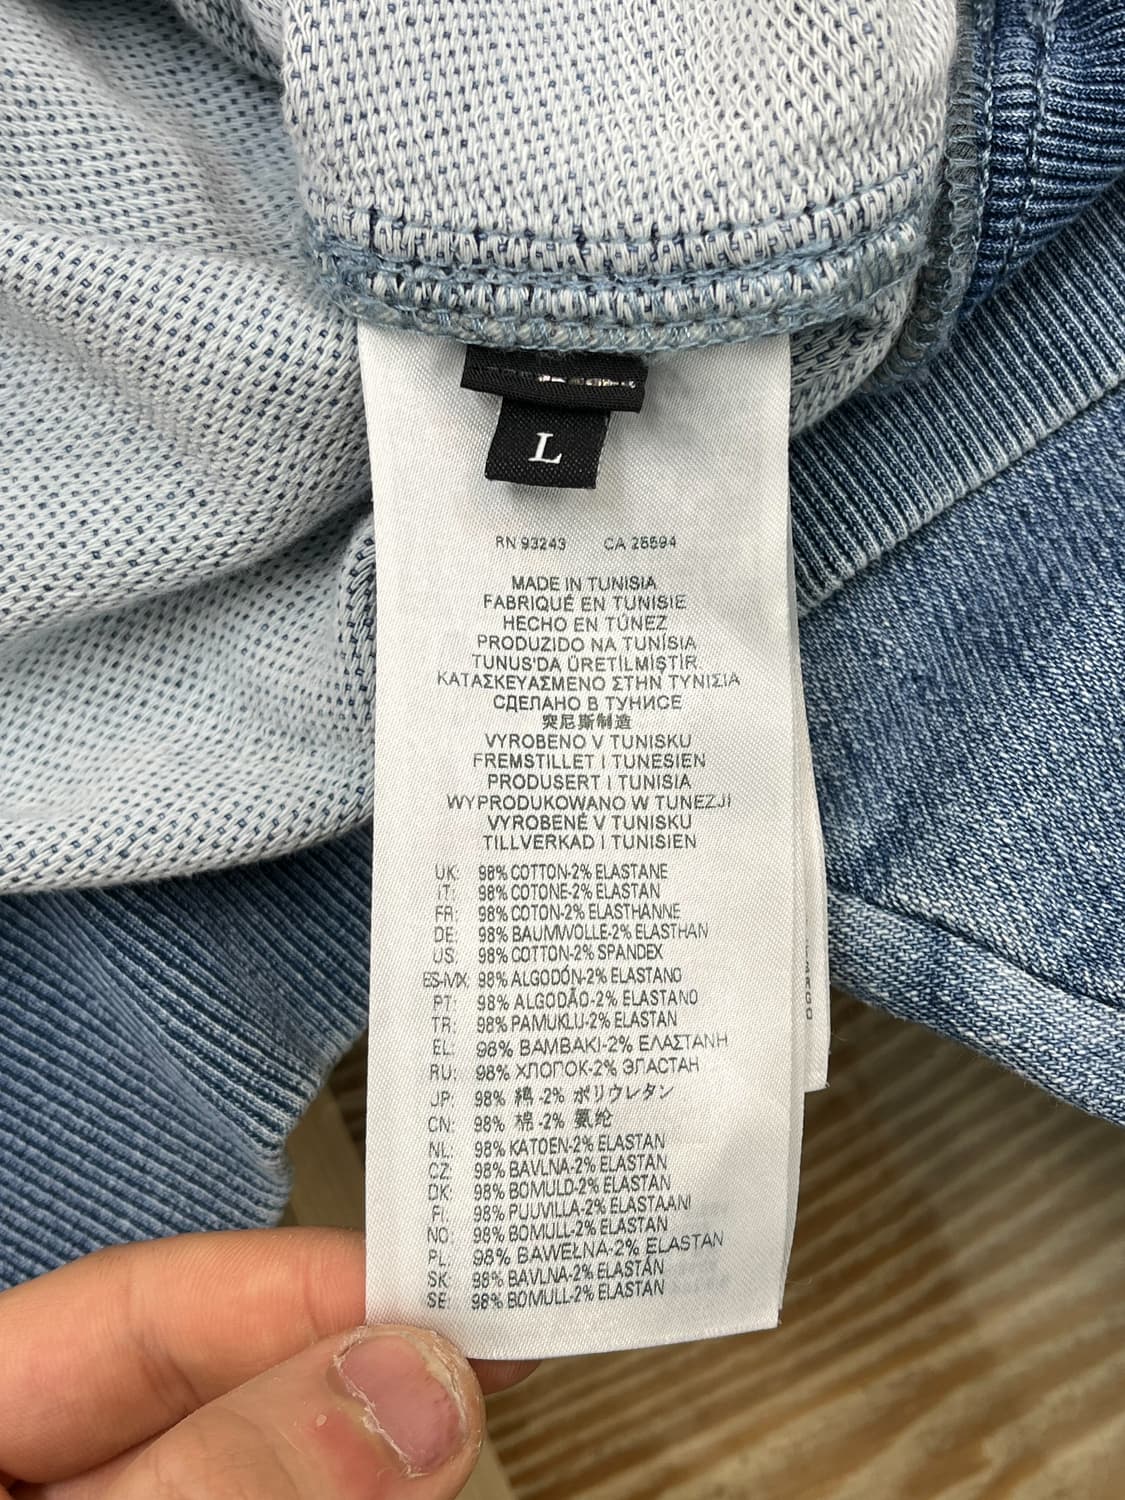 L
RN 93243 CA 25594
MADE IN TUNISIA
FABRIQUÉ EN TUNISIE
HECHO EN TÚNEZ
PRODUZIDO NA TUNÍSIA
TUNUS'DA ÜRETİLMİSTİR.
ΚΑΤΑΣΚΕΥΑΣΜΕΝΟ ΣΤΗΝ ΤΥΝΙΣΙΑ
СДЕЛАНО В ТУНИСЕ
突尼斯制造
VYROBENO V TUNISKU
FREMSTILLET I TUNESIEN
PRODUSERT I TUNISIA
WYPRODUKOWANO W TUNEZJI
VYROBENÉ V TUNISKU
TILLVERKAD I TUNISIEN
UK: 98% COTTON-2% ELASTANE
IT: 98% COTONE-2% ELASTAN
FR: 98% COTON-2% ELASTHANNE
DE: 98% BAUMWOLLE-2% ELASTHAN
US: 98% COTTON-2% SPANDEX
ES-MX: 98% ALGODÓN-2% ELASTANO
PT: 98% ALGODÃO-2% ELASTANO
TR: 98% PAMUKLU-2% ELASTAN
EL: 98% ΒΑΜΒΑΚΙ-2% ΕΛΑΣΤΑΝΗ
RU: 98% ХЛОПОК-2% ЭЛАСТАН
JP: 98% 綿 -2% ポリウレタン
CN: 98% 棉 -2% 氨纶
NL: 98% KATOEN-2% ELASTAN
CZ: 98% BAVLNA-2% ELASTAN
DK: 98% BOMULD-2% ELASTAN
FI: 98% PUUVILLA-2% ELASTAANI
NO: 98% BOMULL-2% ELASTAN
PL: 98% BAWEŁNA-2% ELASTAN
SK: 98% BAVLNA-2% ELASTÁN
SE: 98% BOMULL-2% ELASTAN